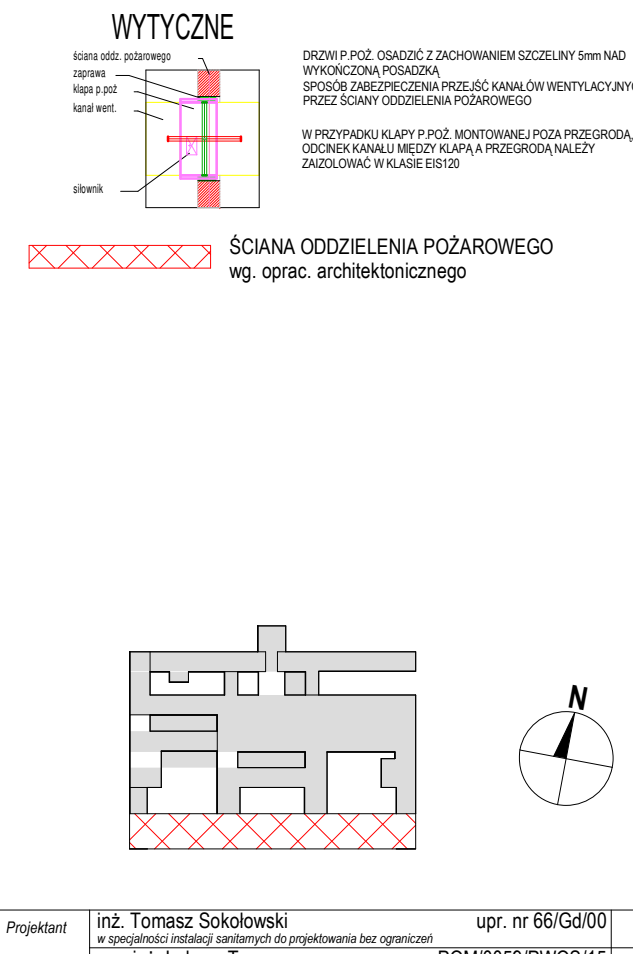 WYTYCZNE
ściana oddz. pożarowego
zaprawa
klapa p.poż
kanał went.
siłownik
DRZWI P.POŻ. OSADZIĆ Z ZACHOWANIEM SZCZELINY 5mm NAD
WYKOŃCZONĄ POSADZKĄ
SPOSÓB ZABEZPIECZENIA PRZEJŚĆ KANAŁÓW WENTYLACYJNYC
PRZEZ ŚCIANY ODDZIELENIA POŻAROWEGO
W PRZYPADKU KLAPY P.POŻ. MONTOWANEJ POZA PRZEGRODĄ,
ODCINEK KANAŁU MIĘDZY KLAPĄ A PRZEGRODĄ NALEŻY
ZAIZOLOWAĆ W KLASIE EIS120
ŚCIANA ODDZIELENIA POŻAROWEGO
wg. oprac. architektonicznego
N
Projektant
inż. Tomasz Sokołowski upr. nr 66/Gd/00
w specjalności instalacji sanitarnych do projektowania bez ograniczeń